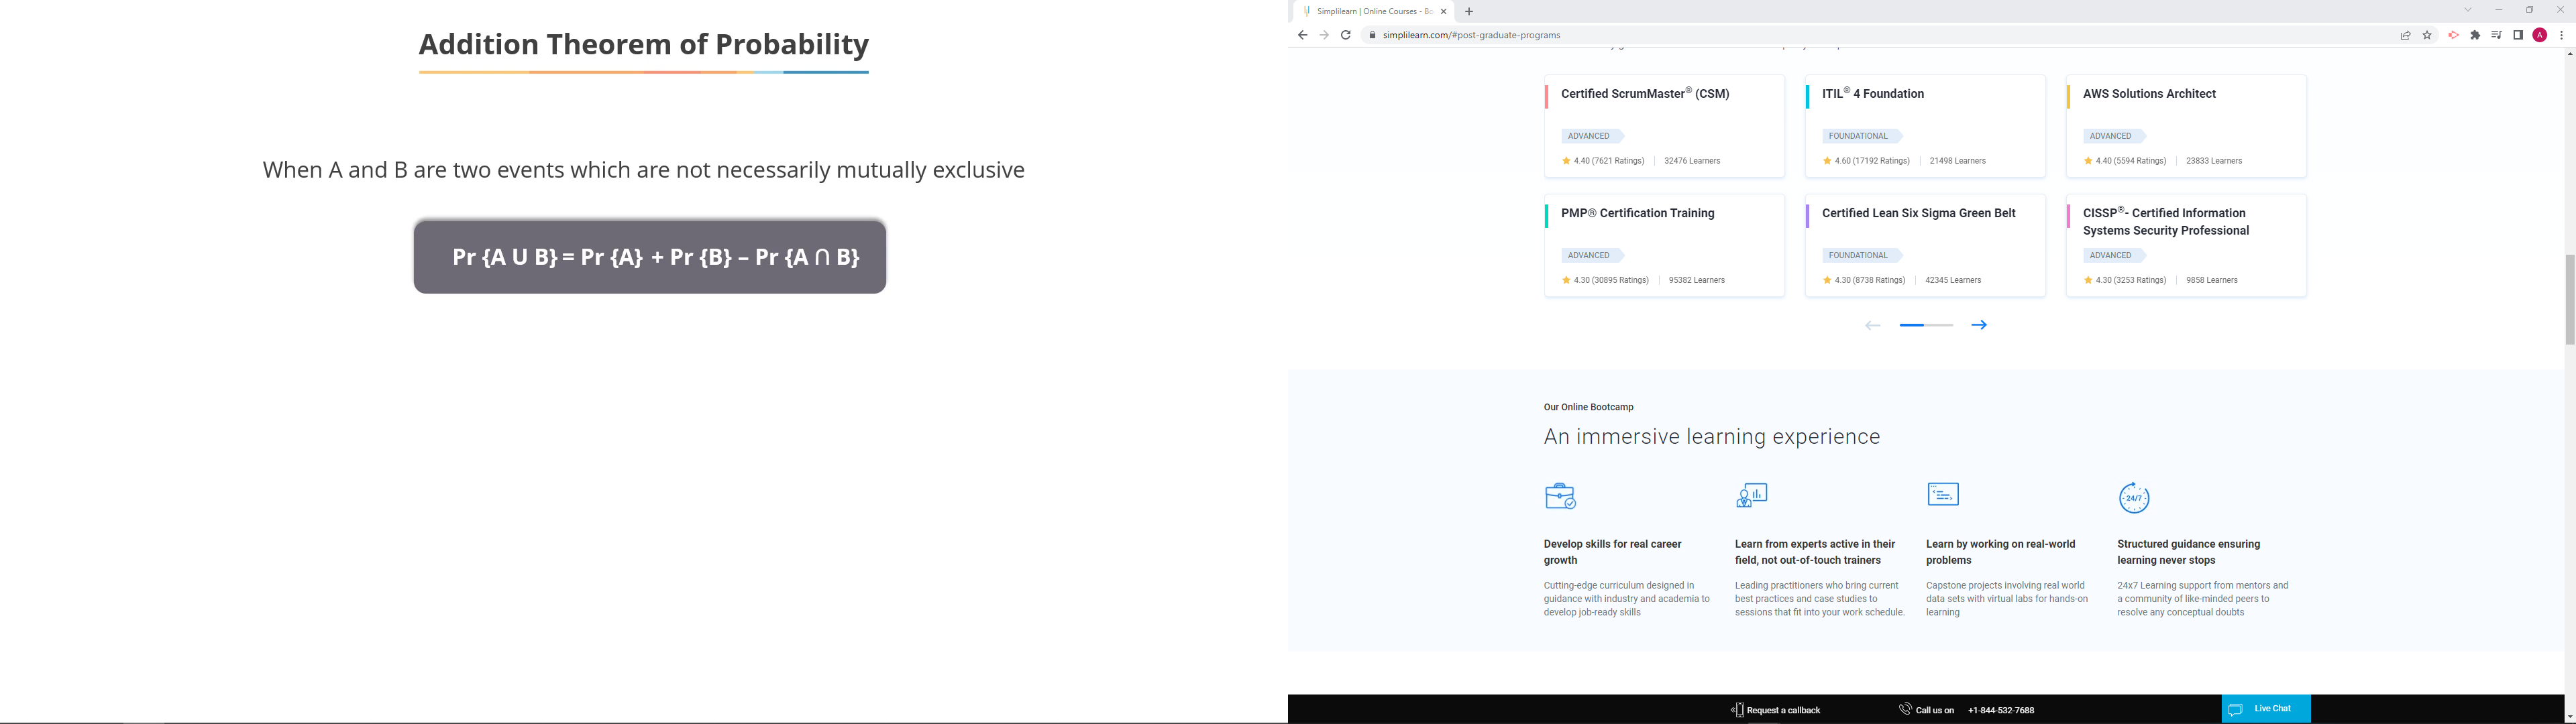 Addition Theorem of Probability
When A and B are two events which are not necessarily mutually exclusive
Pr {A U B} = Pr {A} + Pr {B} – Pr {A ∩ B}
Simplilearn | Online Courses - Bo
simplilearn.com/#post-graduate-programs
A
Certified ScrumMaster® (CSM)
ADVANCED
4.40 (7621 Ratings) | 32476 Learners
ITIL® 4 Foundation
FOUNDATIONAL
4.60 (17192 Ratings) | 21498 Learners
AWS Solutions Architect
ADVANCED
4.40 (5594 Ratings) | 23833 Learners
PMP® Certification Training
ADVANCED
4.30 (30895 Ratings) | 95382 Learners
Certified Lean Six Sigma Green Belt
FOUNDATIONAL
4.30 (8738 Ratings) | 42345 Learners
CISSP®- Certified Information
Systems Security Professional
ADVANCED
4.30 (3253 Ratings) | 9858 Learners
Our Online Bootcamp
An immersive learning experience
Develop skills for real career
growth
Cutting-edge curriculum designed in
guidance with industry and academia to
develop job-ready skills
Learn from experts active in their
field, not out-of-touch trainers
Leading practitioners who bring current
best practices and case studies to
sessions that fit into your work schedule.
Learn by working on real-world
problems
Capstone projects involving real world
data sets with virtual labs for hands-on
learning
24/7
Structured guidance ensuring
learning never stops
24x7 Learning support from mentors and
a community of like-minded peers to
resolve any conceptual doubts
Request a callback
Call us on +1-844-532-7688
Live Chat